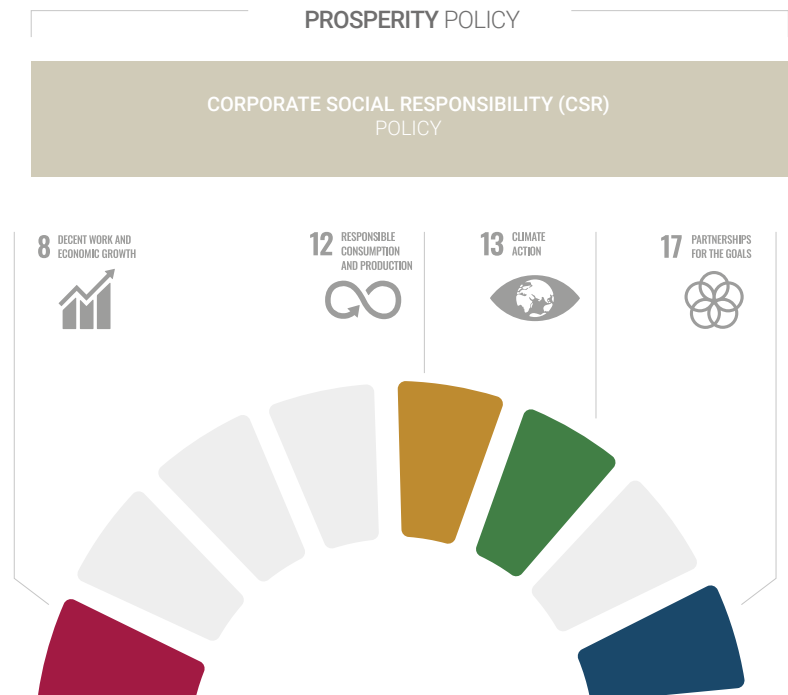 PROSPERITY POLICY
CORPORATE SOCIAL RESPONSIBILITY (CSR)
POLICY
8 DECENT WORK AND
ECONOMIC GROWTH
12 RESPONSIBLE
CONSUMPTION
AND PRODUCTION
13 CLIMATE
ACTION
17 PARTNERSHIPS
FOR THE GOALS